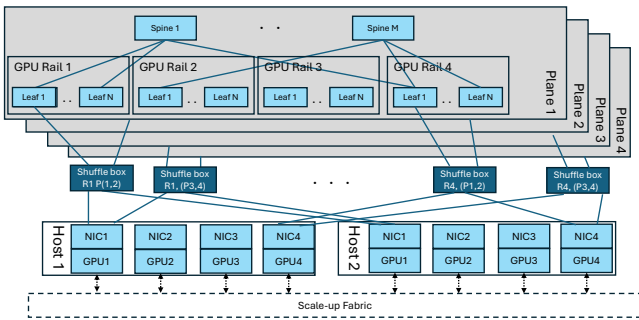 Spine 1
. .
Spine M
GPU Rail 1
GPU Rail 2
GPU Rail 3
GPU Rail 4
Leaf 1
. .
Leaf N
Leaf 1
. .
Leaf N
Leaf 1
. .
Leaf N
Leaf 1
. .
Leaf N
Plane 1
Plane 2
Plane 3
Plane 4
Shuffle box
R1 P(1,2)
Shuffle box
R1, (P3,4)
. . .
Shuffle box
R4, (P1,2)
Shuffle box
R4, (P3,4)
Host 1
NIC1
NIC2
NIC3
NIC4
GPU1
GPU2
GPU3
GPU4
Host 2
NIC1
NIC2
NIC3
NIC4
GPU1
GPU2
GPU3
GPU4
Scale-up Fabric